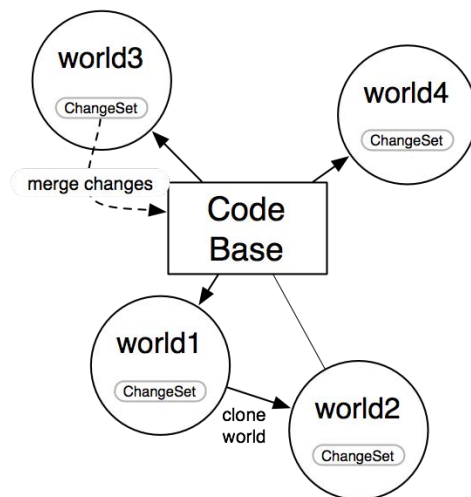 world3
ChangeSet
world4
ChangeSet
merge changes
Code
Base
world1
ChangeSet
clone
world
world2
ChangeSet